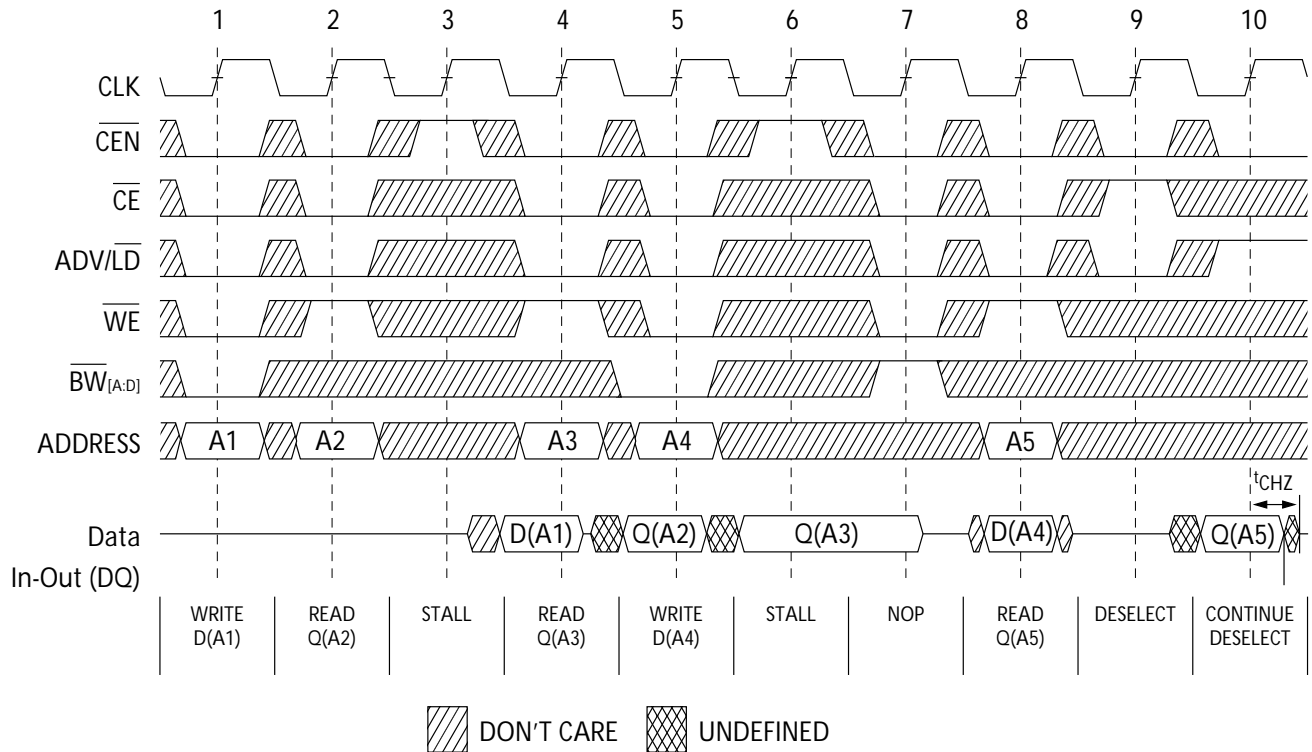 1 2 3 4 5 6 7 8 9 10
CLK
CEN
CE
ADV/LD
WE
BW[A:D]
ADDRESS A1 A2 A3 A4 A5
tCHZ
Data D(A1) Q(A2) Q(A3) D(A4) Q(A5)
In-Out (DQ)
WRITE READ STALL READ WRITE STALL NOP READ DESELECT CONTINUE
D(A1) Q(A2) Q(A3) D(A4) Q(A5) DESELECT
DON'T CARE UNDEFINED